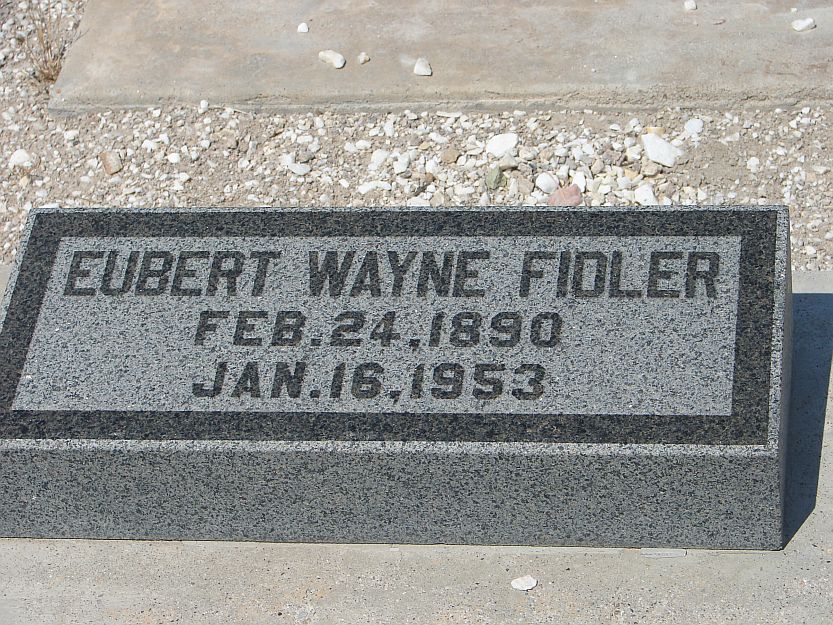 EUBERT WAYNE FIDLER
FEB.24,1890
JAN.16,1953